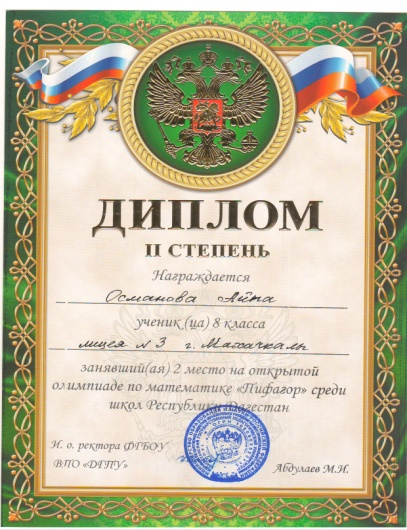 ДИПЛОМ
II СТЕПЕНЬ
Награждается
Османова Айна
ученик (ца) 8 класса
лицея № 3 г. Махачкалы
занявший(ая) 2 место на открытой
олимпиаде по математике «Пифагор» среди
школ Республики Дагестан
И. о. ректора ФГБОУ
ВПО «ДГПУ»
Абдулаев М.И.